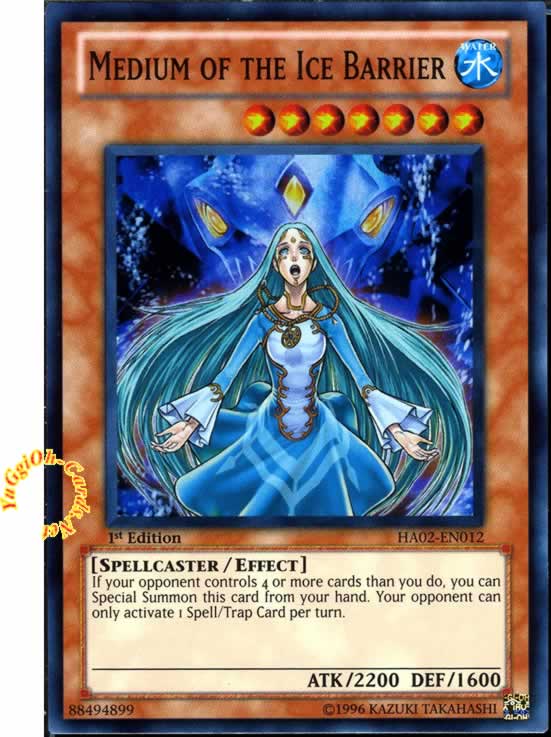 MEDIUM OF THE ICE BARRIER
WATER
水
YuGgiOh-Cards.Net
1st Edition
HA02-EN012
[SPELLCASTER / EFFECT]
If your opponent controls 4 or more cards than you do, you can
Special Summon this card from your hand. Your opponent can
only activate 1 Spell/Trap Card per turn.
ATK/2200 DEF/1600
88494899
©1996 KAZUKI TAKAHASHI